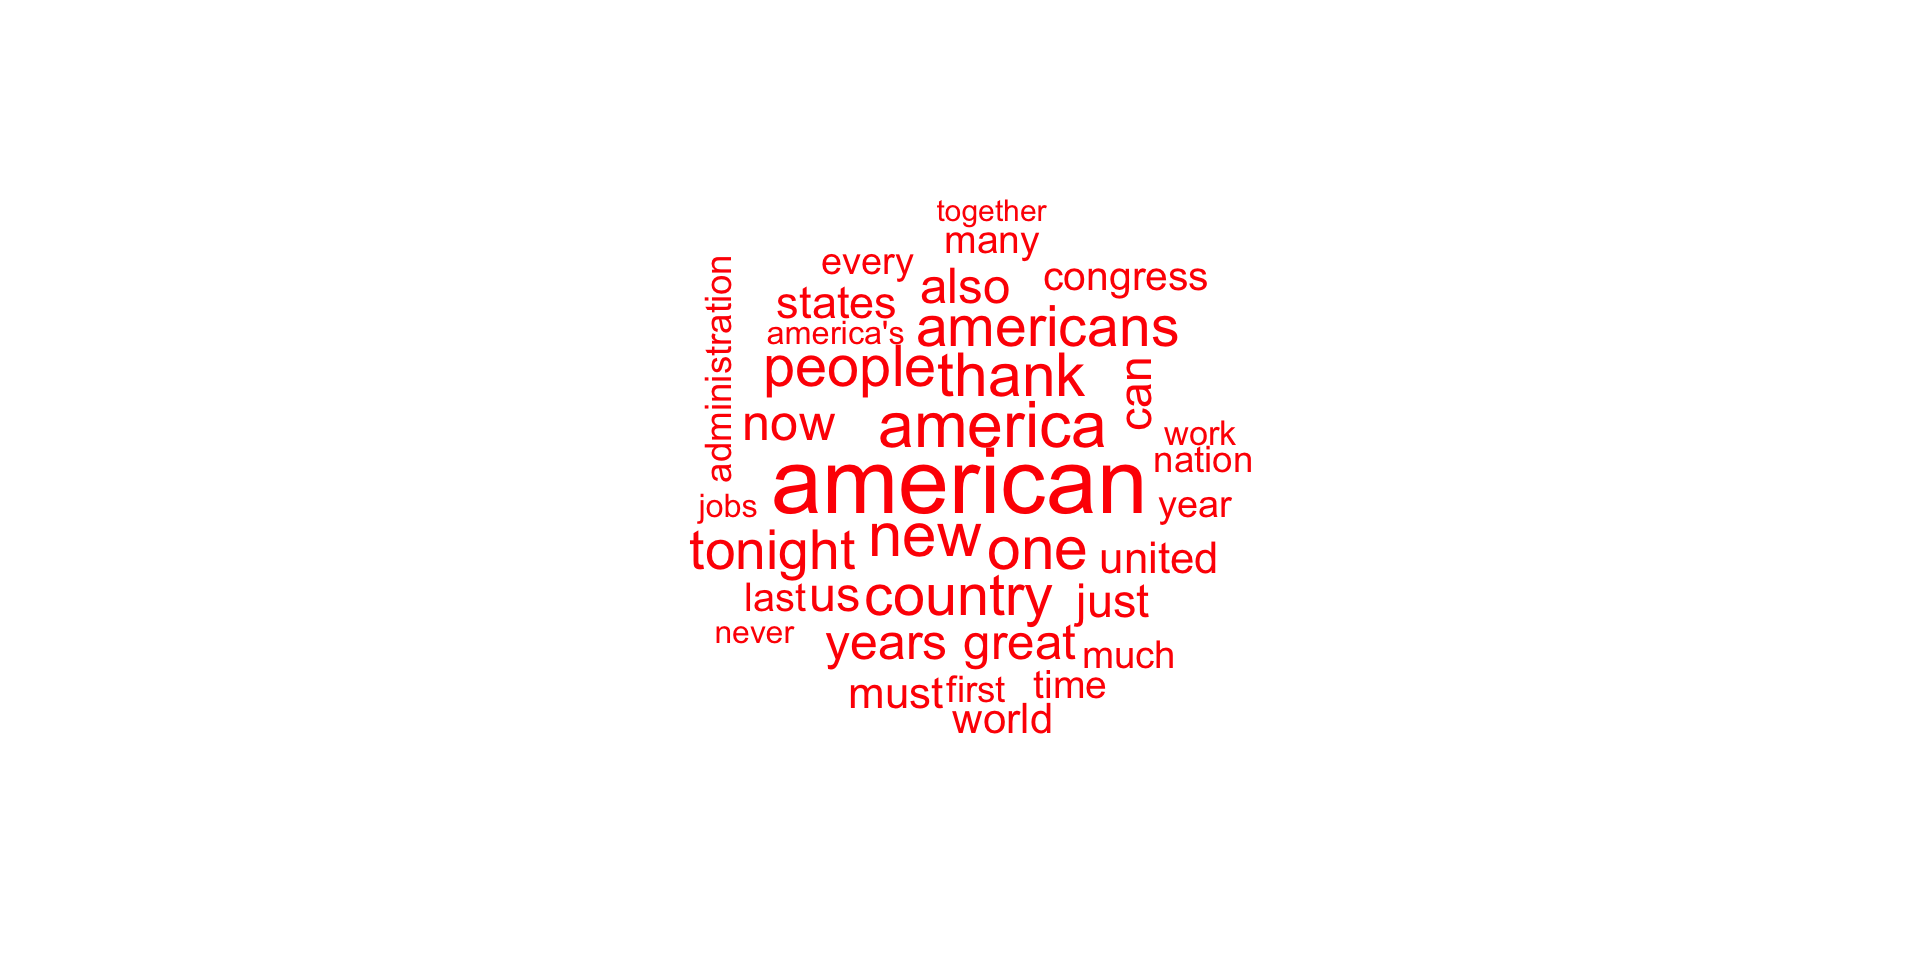 together
many
every
also
congress
administration
states
america's
americans
people
thank
can
now
america
work
nation
american
jobs
year
tonight
new
one
united
last
us
country
just
never
years
great
much
must
first
time
world